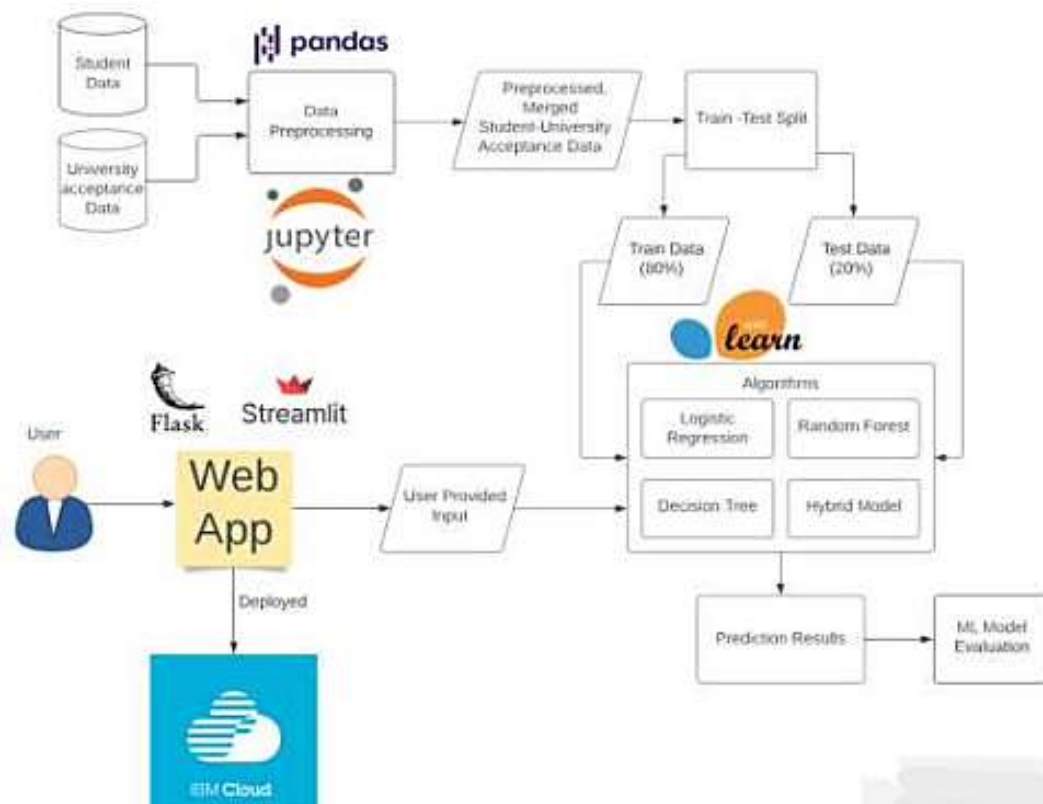 Student
Data
University
acceptance
Data
pandas
Data
Preprocessing
jupyter
Preprocessed,
Merged
Student-University
Acceptance Data
Train -Test Split
Train Data
(80%)
Test Data
(20%)
learn
Algorithms
Logistic
Regression
Random Forest
Decision Tree
Hybrid Model
Flask
Streamlit
User
Web
App
User Provided
Input
Deployed
IBM Cloud
Prediction Results
ML Model
Evaluation